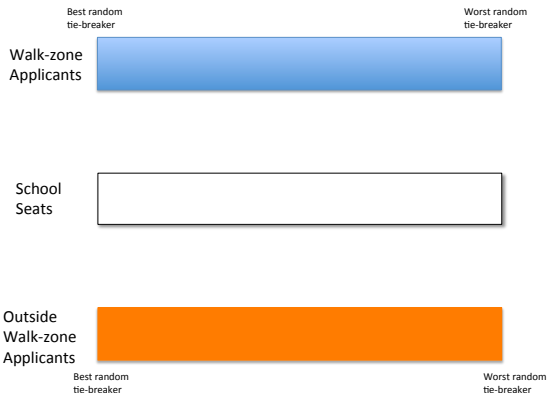 Best random
tie-breaker
Worst random
tie-breaker
Walk-zone
Applicants
School
Seats
Outside
Walk-zone
Applicants
Best random
tie-breaker
Worst random
tie-breaker